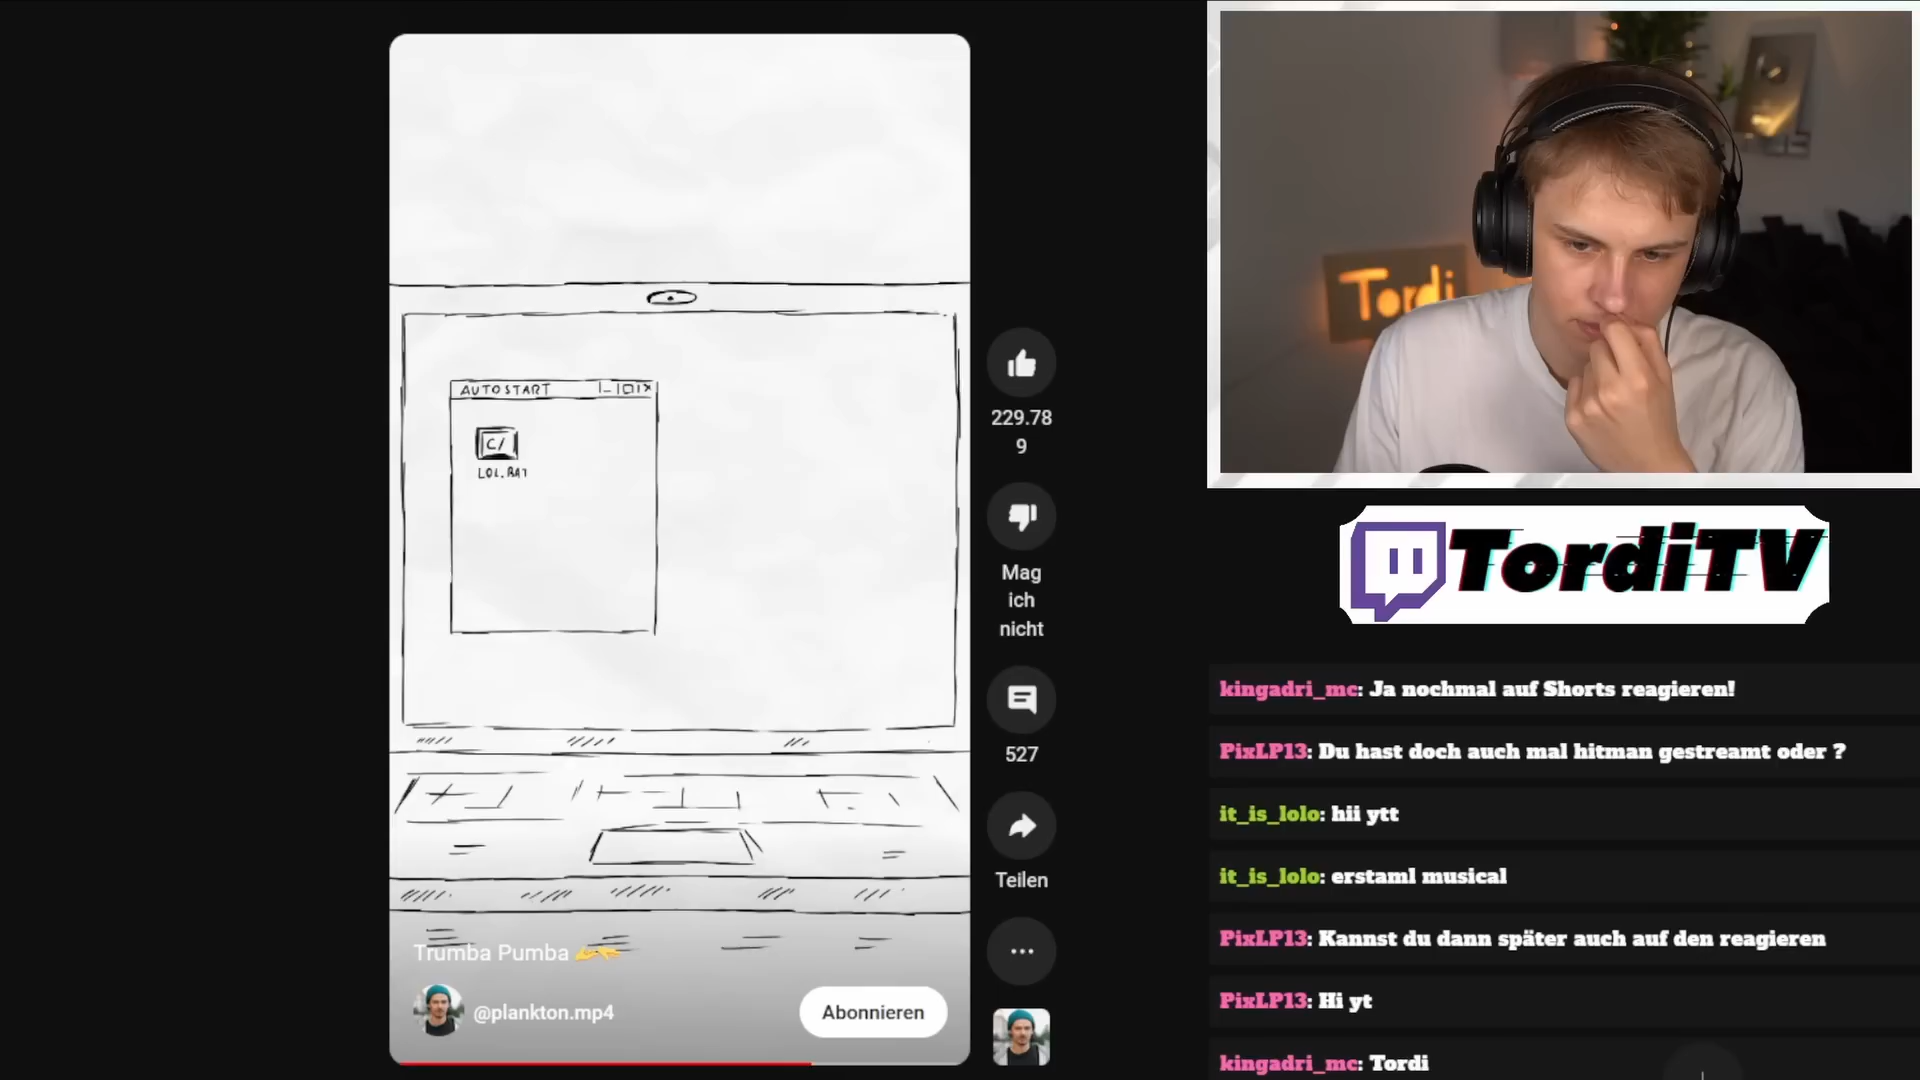 AUTOSTART
C/
LOL.BAT
229.78
9
Mag
ich
nicht
527
Teilen
Trumba Pumba
@plankton.mp4
Abonnieren
Tordi
TordiTV
kingadri_mc: Ja nochmal auf Shorts reagieren!
PixLP13: Du hast doch auch mal hitman gestreamt oder ?
it_is_lolo: hii ytt
it_is_lolo: erstaml musical
PixLP13: Kannst du dann später auch auf den reagieren
PixLP13: Hi yt
kingadri_mc: Tordi